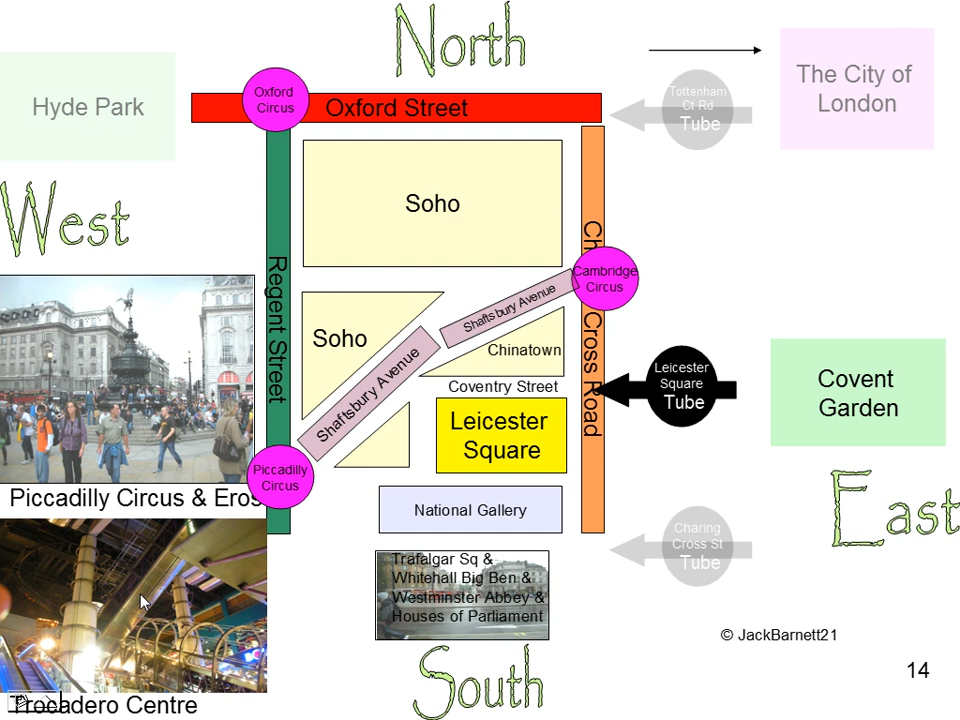 North
Hyde Park
Oxford
Circus
Oxford Street
Tottenham
Ct Rd
Tube
The City of
London
West
Soho
Regent Street
Cambridge
Circus
Shaftsbury Avenue
Soho
Shaftsbury Avenue
Chinatown
Coventry Street
Cross Road
Leicester
Square
Tube
Covent
Garden
Leicester
Square
Piccadilly
Circus
Piccadilly Circus & Eros
National Gallery
Charing
Cross St
Tube
East
Trafalgar Sq &
Whitehall Big Ben &
Westminster Abbey &
Houses of Parliament
© JackBarnett21
South
14
Trocadero Centre